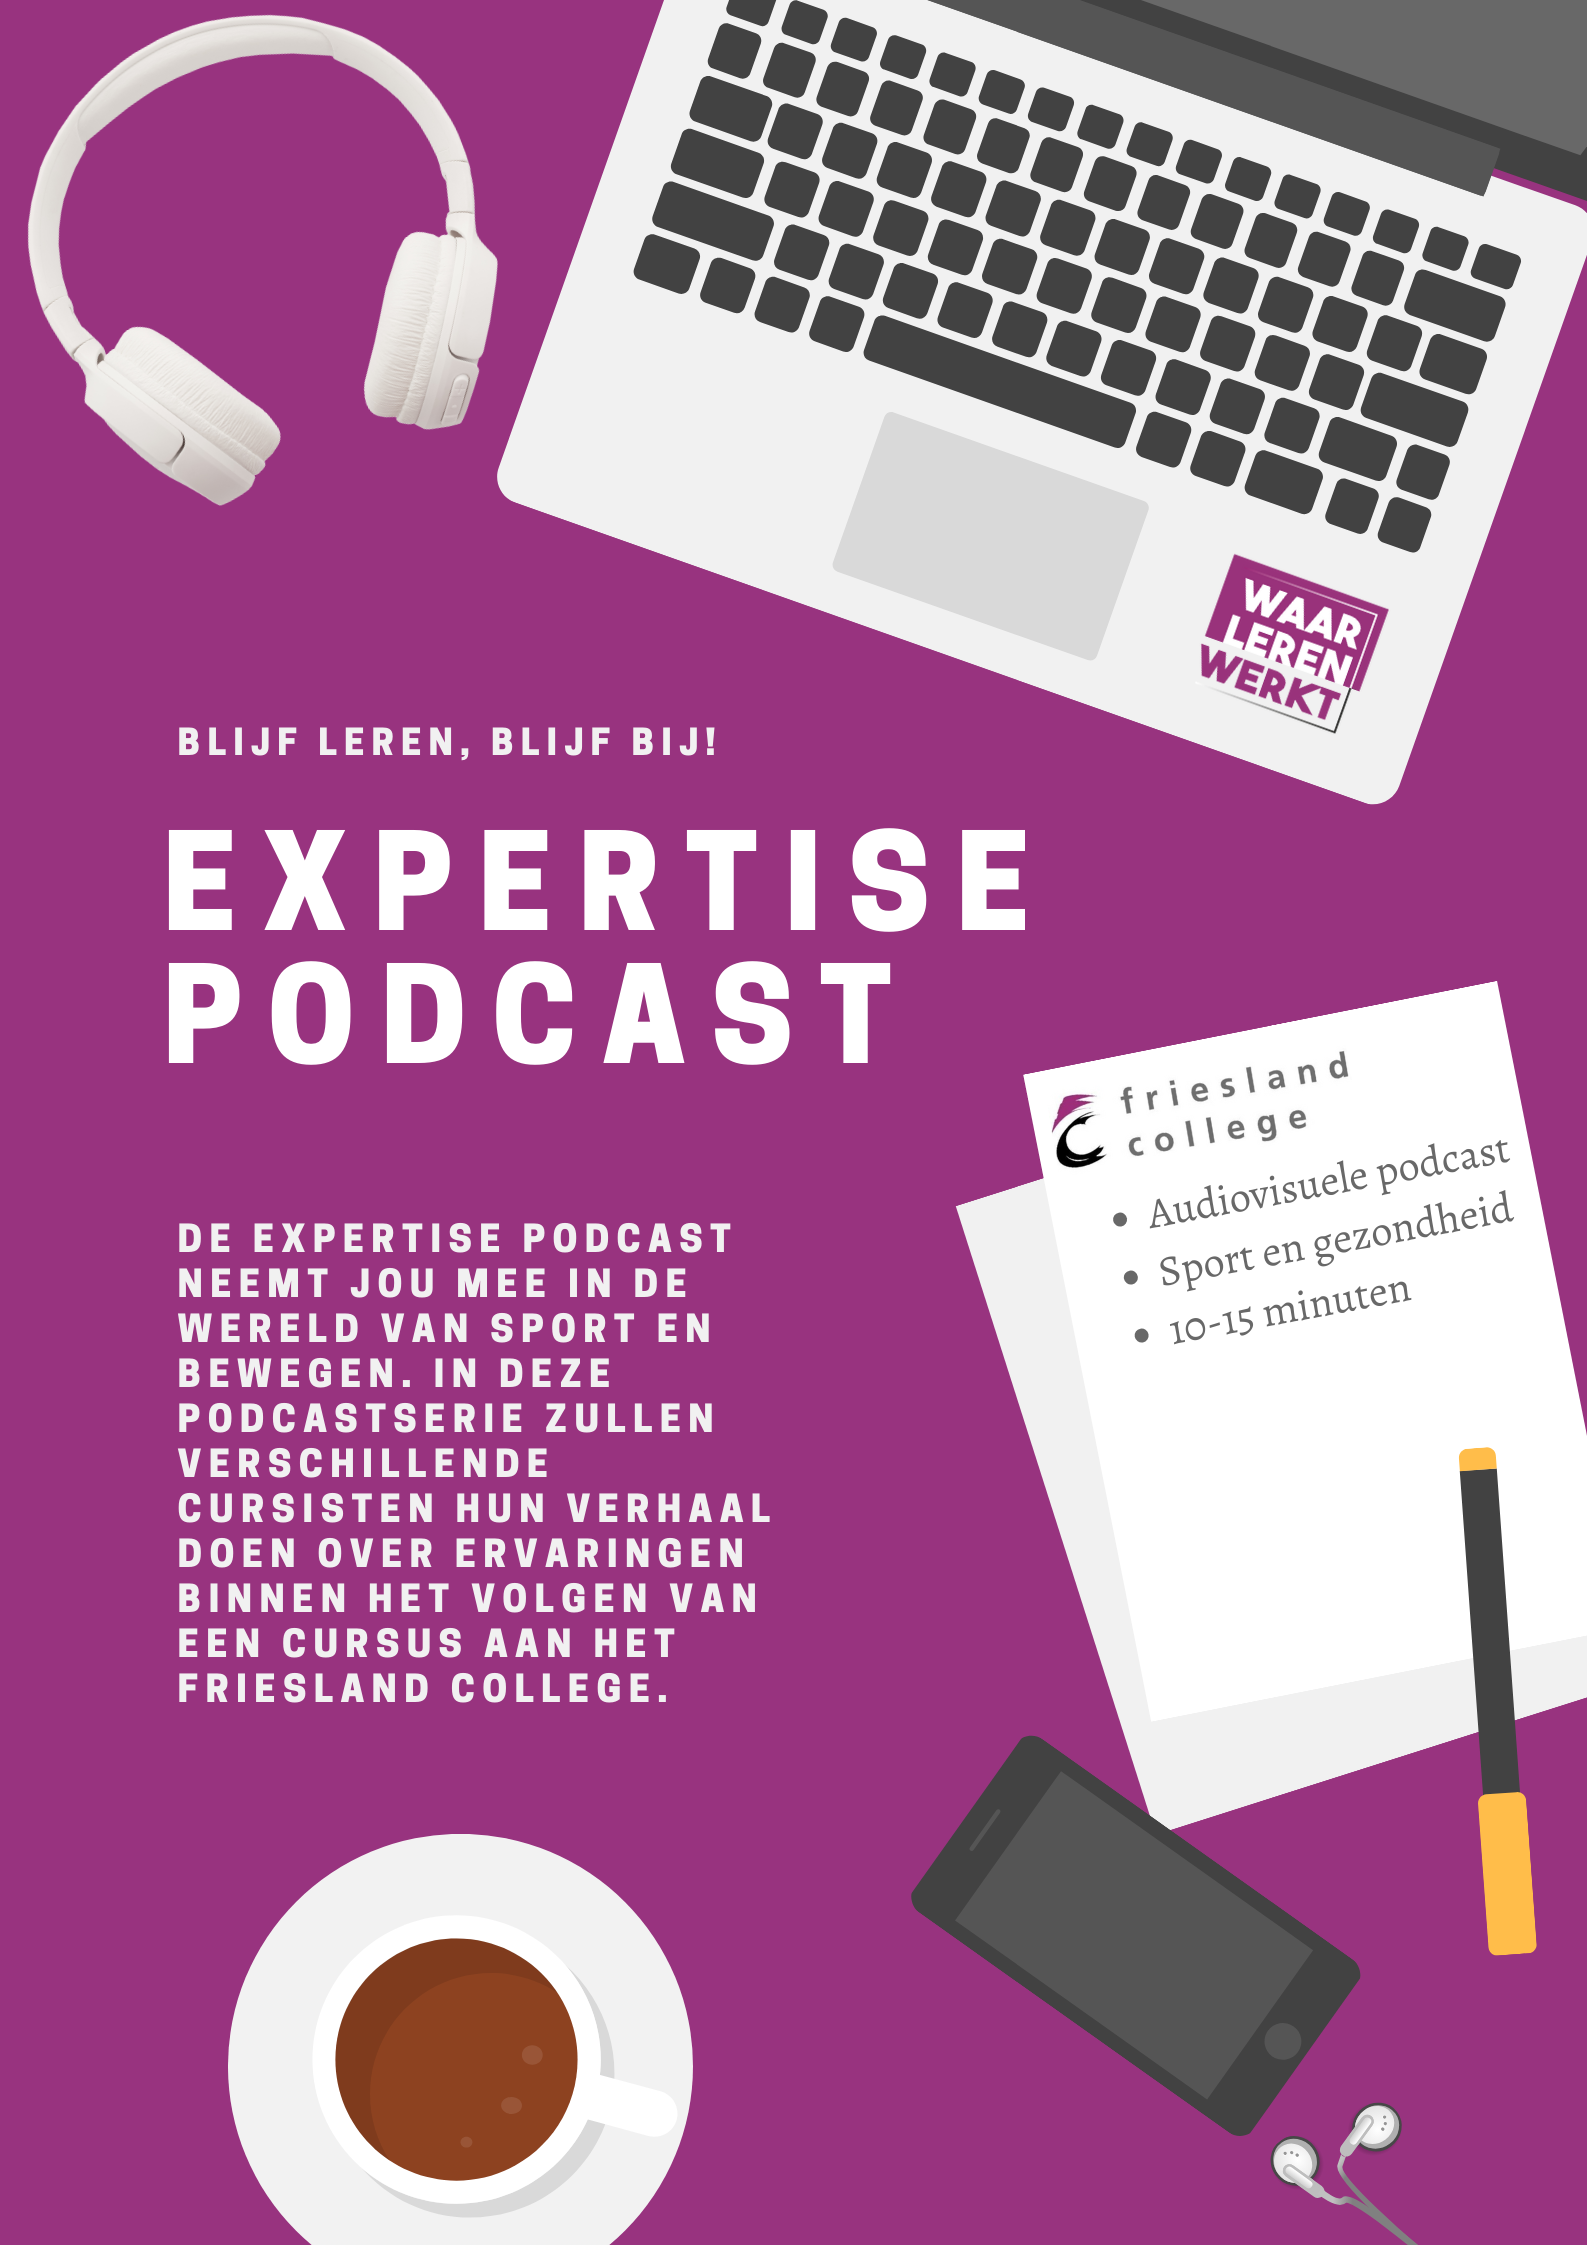 WAAR
LEREN
WERKT
BLIJF LEREN, BLIJF BIJ!
EXPERTISE
PODCAST
friesland
college
• Audiovisuele podcast
• Sport en gezondheid
• 10-15 minuten
DE EXPERTISE PODCAST
NEEMT JOU MEE IN DE
WERELD VAN SPORT EN
BEWEGEN. IN DEZE
PODCASTSERIE ZULLEN
VERSCHILLENDE
CURSISTEN HUN VERHAAL
DOEN OVER ERVARINGEN
BINNEN HET VOLGEN VAN
EEN CURSUS AAN HET
FRIESLAND COLLEGE.